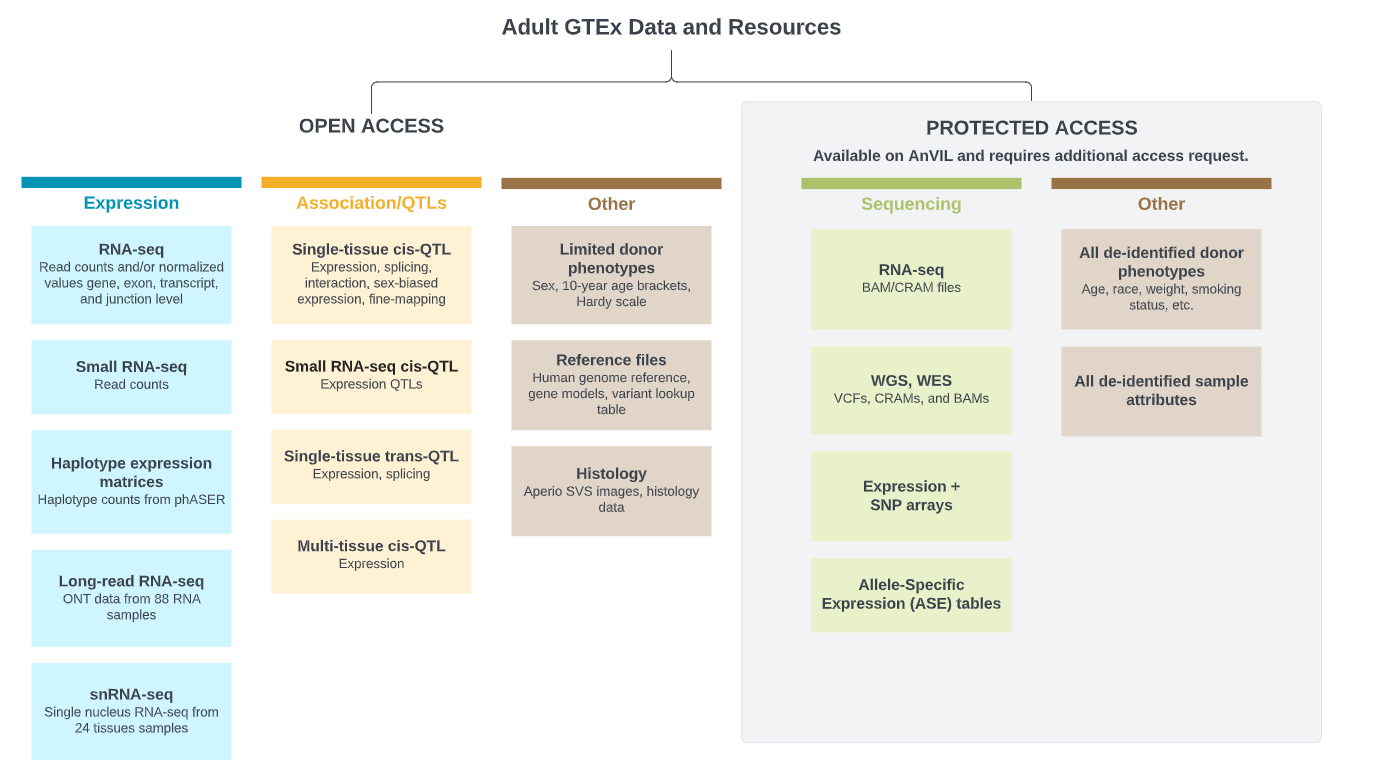 Adult GTEx Data and Resources
OPEN ACCESS
Expression
RNA-seq
Read counts and/or normalized
values gene, exon, transcript,
and junction level
Small RNA-seq
Read counts
Haplotype expression
matrices
Haplotype counts from phASER
Long-read RNA-seq
ONT data from 88 RNA
samples
snRNA-seq
Single nucleus RNA-seq from
24 tissues samples
Association/QTLs
Single-tissue cis-QTL
Expression, splicing,
interaction, sex-biased
expression, fine-mapping
Small RNA-seq cis-QTL
Expression QTLs
Single-tissue trans-QTL
Expression, splicing
Multi-tissue cis-QTL
Expression
Other
Limited donor
phenotypes
Sex, 10-year age brackets,
Hardy scale
Reference files
Human genome reference,
gene models, variant lookup
table
Histology
Aperio SVS images, histology
data
PROTECTED ACCESS
Available on AnVIL and requires additional access request.
Sequencing
RNA-seq
BAM/CRAM files
WGS, WES
VCFs, CRAMs, and BAMs
Expression +
SNP arrays
Allele-Specific
Expression (ASE) tables
Other
All de-identified donor
phenotypes
Age, race, weight, smoking
status, etc.
All de-identified sample
attributes